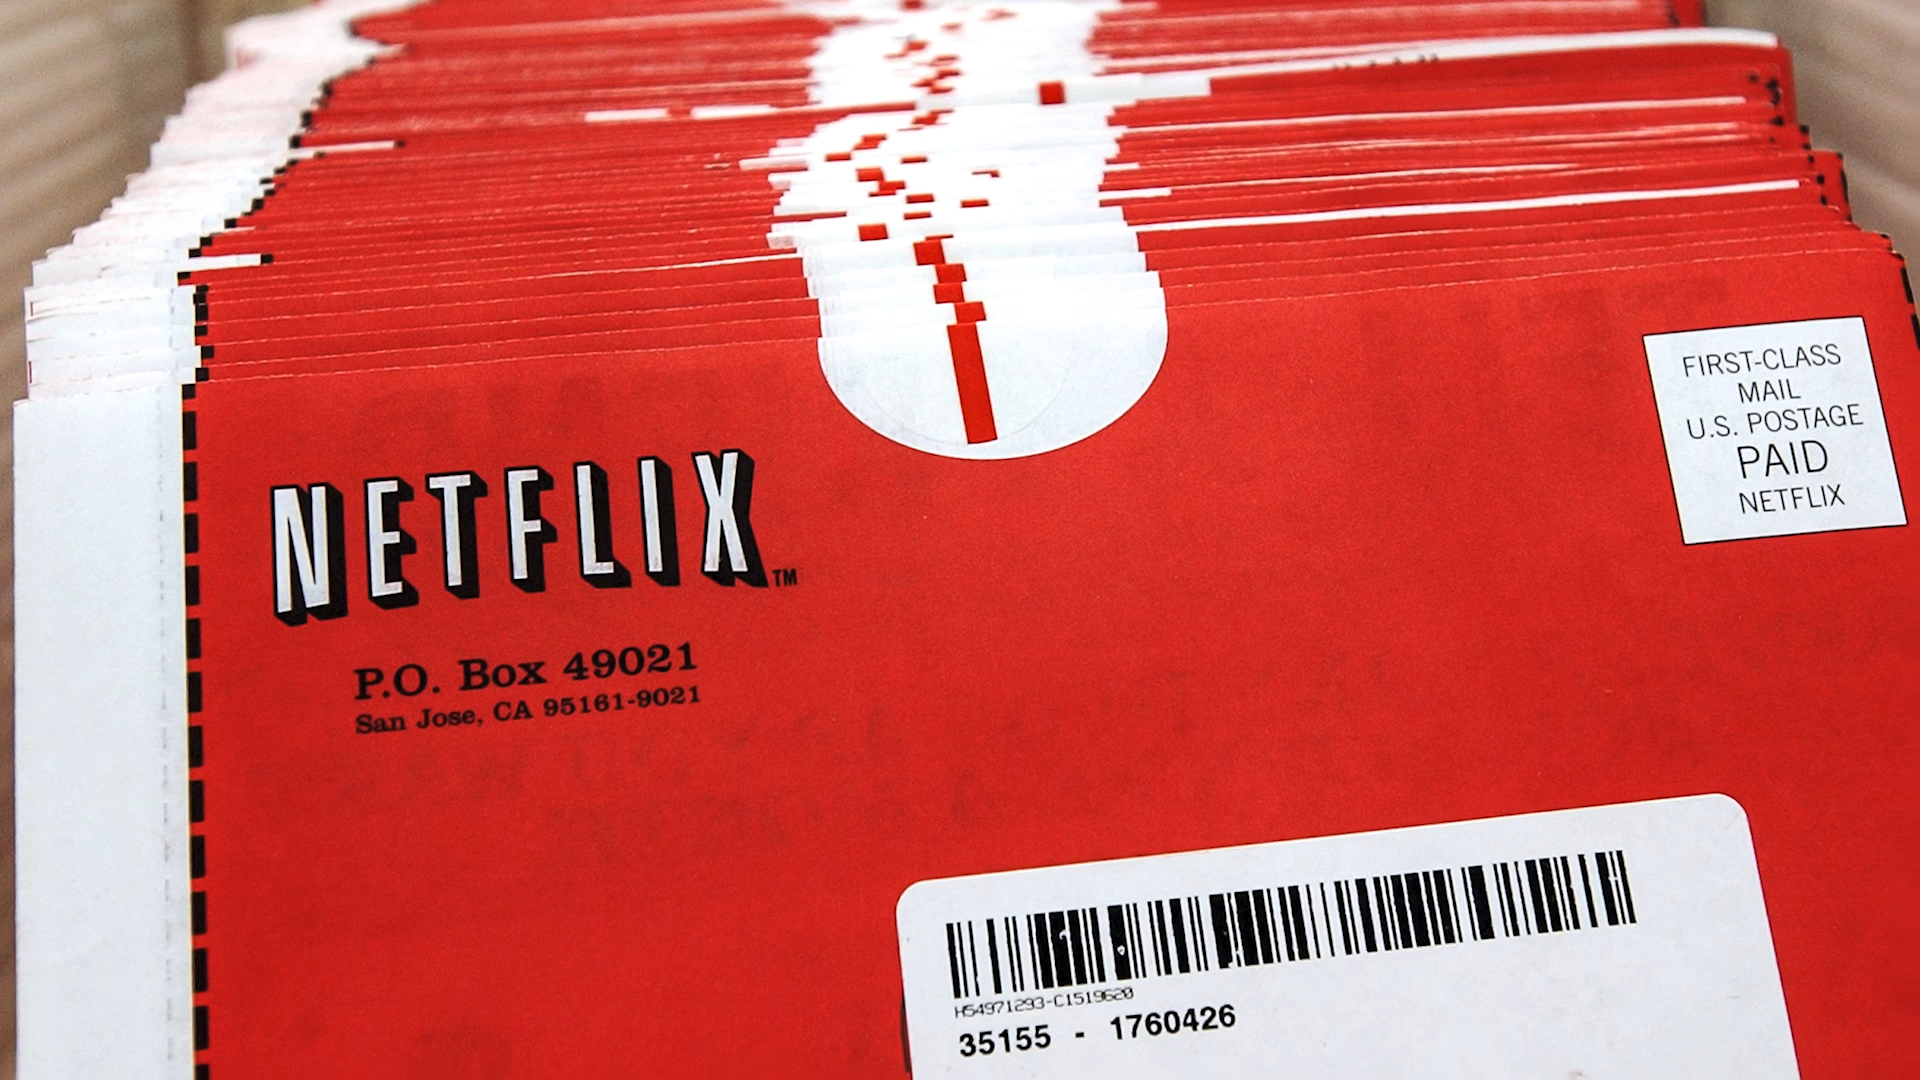 NETFLIX™
P.O. Box 49021
San Jose, CA 95161-9021
FIRST-CLASS
MAIL
U.S. POSTAGE
PAID
NETFLIX
H54971293-C1519620
35155 - 1760426